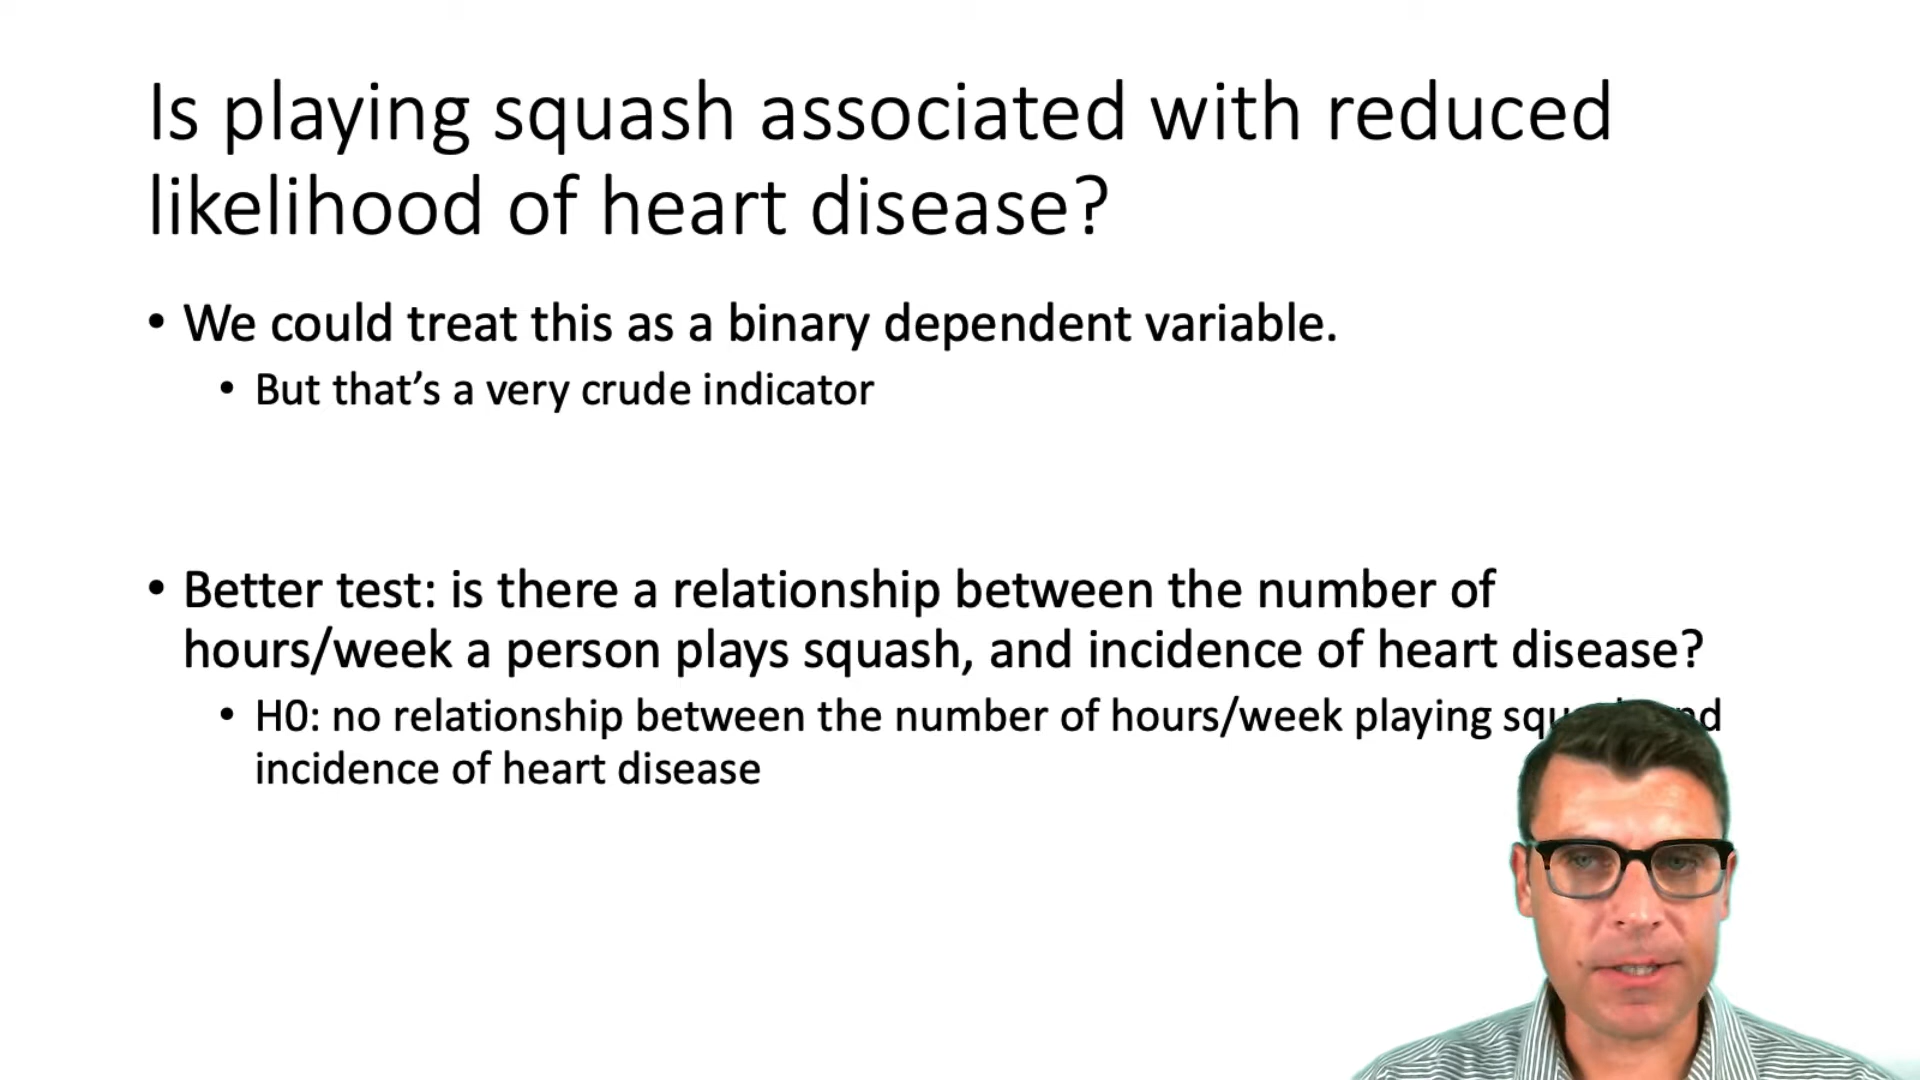 Is playing squash associated with reduced
likelihood of heart disease?
• We could treat this as a binary dependent variable.
• But that’s a very crude indicator
• Better test: is there a relationship between the number of
hours/week a person plays squash, and incidence of heart disease?
• H0: no relationship between the number of hours/week playing
incidence of heart disease